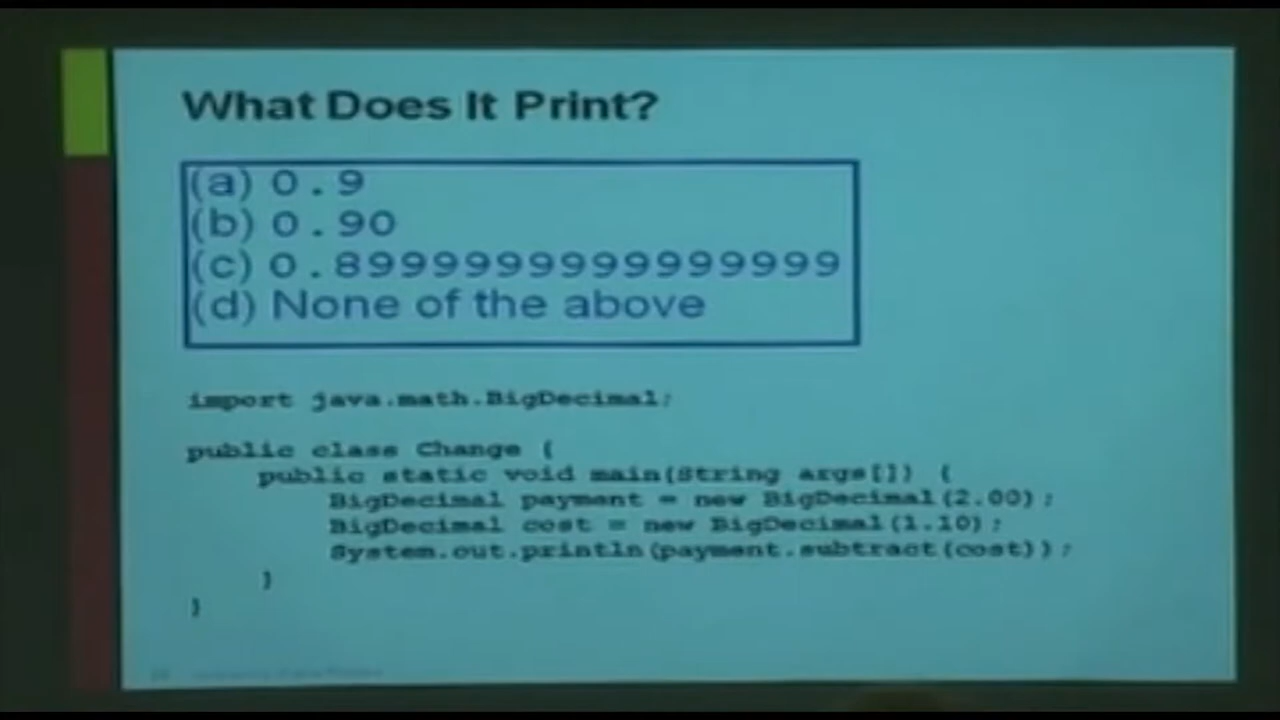 What Does It Print?
(a) 0.9
(b) 0.90
(c) 0.8999999999999999
(d) None of the above
import java.math.BigDecimal;
public class Change {
public static void main(String args[]) {
BigDecimal payment = new BigDecimal(2.00);
BigDecimal cost = new BigDecimal(1.10);
System.out.println(payment.subtract(cost));
}
}